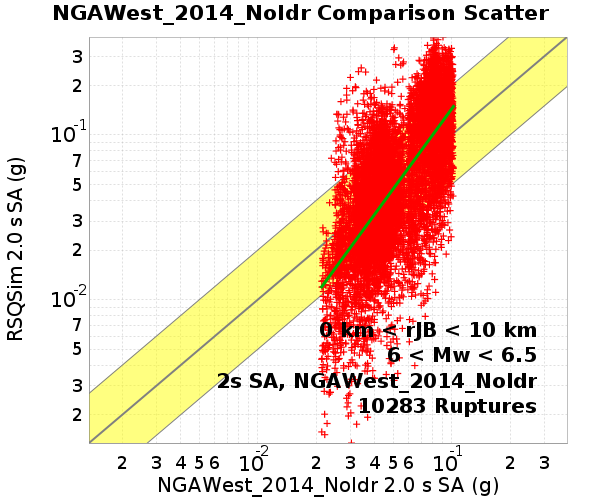 NGAWest_2014_NoIdr Comparison Scatter
RSQSim 2.0 s SA (g)
3
2
10-1
7
5
3
2
10-2
7
5
3
2
0 km < rJB < 10 km
6 < Mw < 6.5
2s SA, NGAWest_2014_NoIdr
10283 Ruptures
2 3 4 5 6 10-2 2 3 4 5 6 10-1 2 3
NGAWest_2014_NoIdr 2.0 s SA (g)